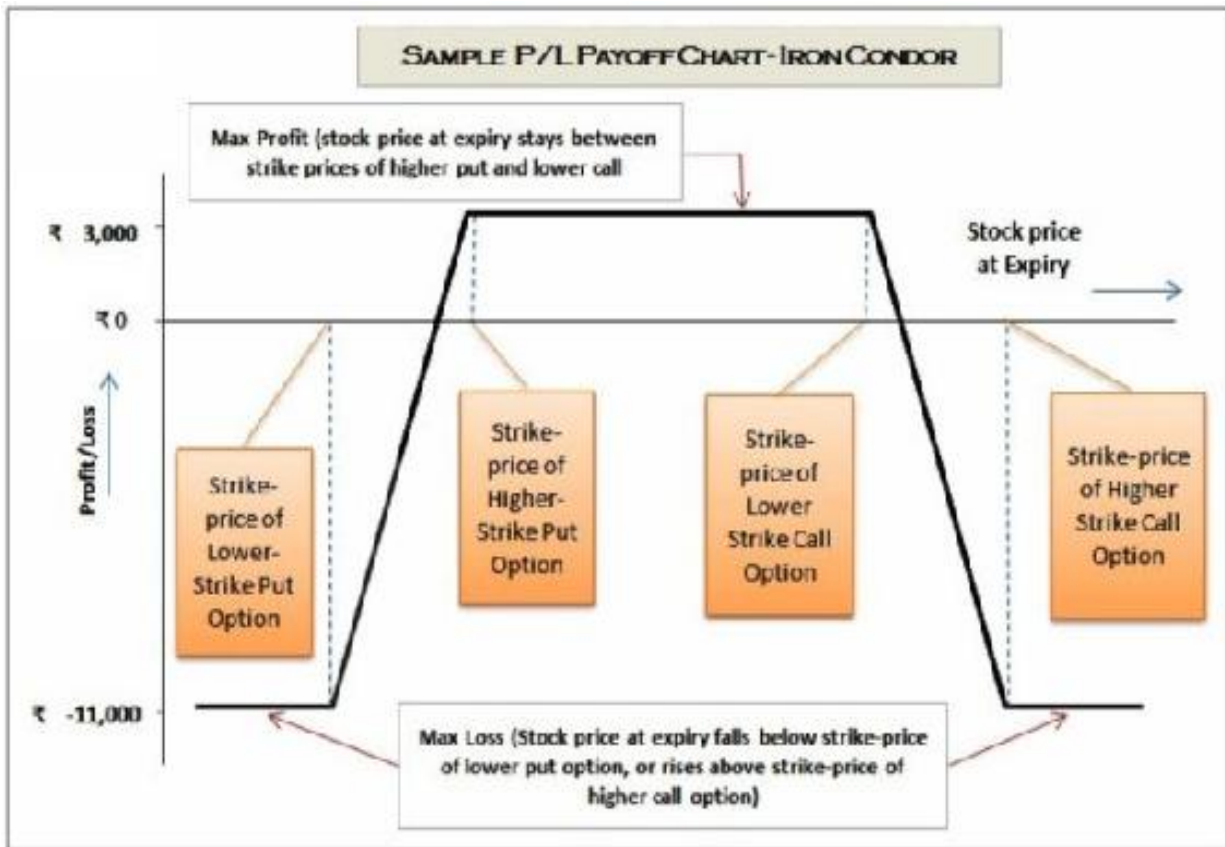 SAMPLE P/L PAYOFF CHART-IRON CONDOR
Max Profit (stock price at expiry stays between
strike prices of higher put and lower call
₹ 3,000
Stock price
at Expiry
₹ 0
Profit/Loss
Strike-
price of
Lower-
Strike Put
Option
Strike-
price of
Higher-
Strike Put
Option
Strike-
price of
Lower
Strike Call
Option
Strike-price
of Higher
Strike Call
Option
₹ -11,000
Max Loss (Stock price at expiry falls below strike-price
of lower put option, or rises above strike-price of
higher call option)